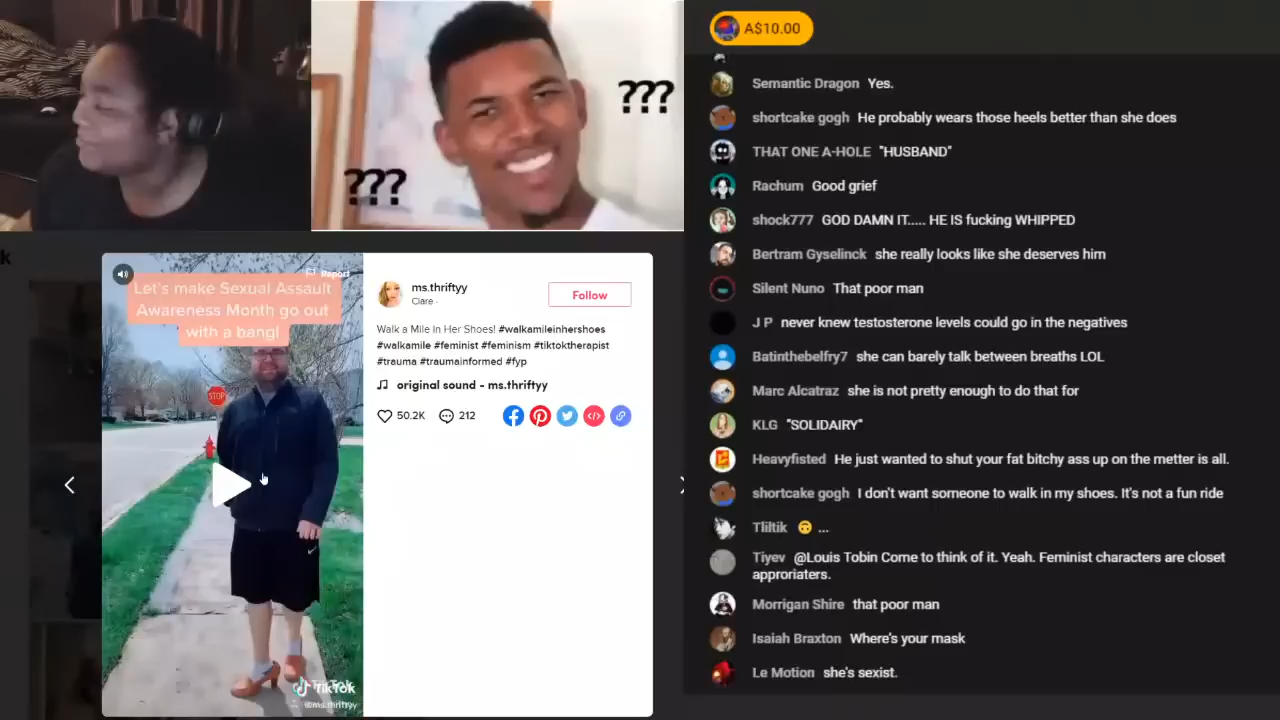 ???
???
A$10.00
Semantic Dragon Yes.
shortcake gogh He probably wears those heels better than she does
THAT ONE A-HOLE "HUSBAND"
Rachum Good grief
shock777 GOD DAMN IT..... HE IS fucking WHIPPED
Bertram Gyselinck she really looks like she deserves him
Silent Nuno That poor man
J P never knew testosterone levels could go in the negatives
Batinthebelfry7 she can barely talk between breaths LOL
Marc Alcatraz she is not pretty enough to do that for
KLG "SOLIDAIRY"
Heavyfisted He just wanted to shut your fat bitchy ass up on the metter is all.
shortcake gogh I don't want someone to walk in my shoes. It's not a fun ride
Tliltik 🙃 ...
Tiyev @Louis Tobin Come to think of it. Yeah. Feminist characters are closet
approriaters.
Morrigan Shire that poor man
Isaiah Braxton Where's your mask
Le Motion she's sexist.
k
Report
Let's make Sexual Assault
Awareness Month go out
with a bang!
STOP
TikTok
@ms.thriftyy
ms.thriftyy
Clare ·
Follow
Walk a Mile In Her Shoes! #walkamileinhershoes
#walkamile #feminist #feminism #tiktoktherapist
#trauma #traumainformed #fyp
original sound - ms.thriftyy
50.2K
212